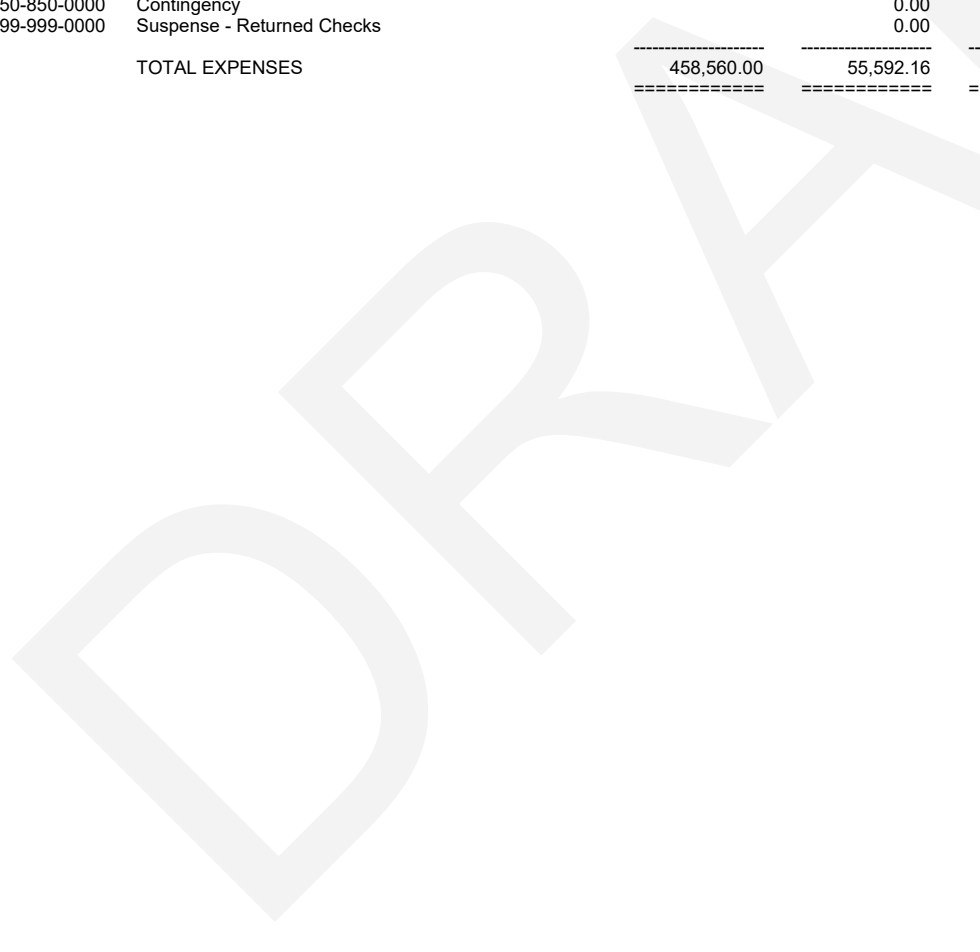 50-850-0000 Contingency 0.00
99-999-0000 Suspense - Returned Checks 0.00
--------------------- --------------------- --
TOTAL EXPENSES 458,560.00 55,592.16
============ ============ =
DRA